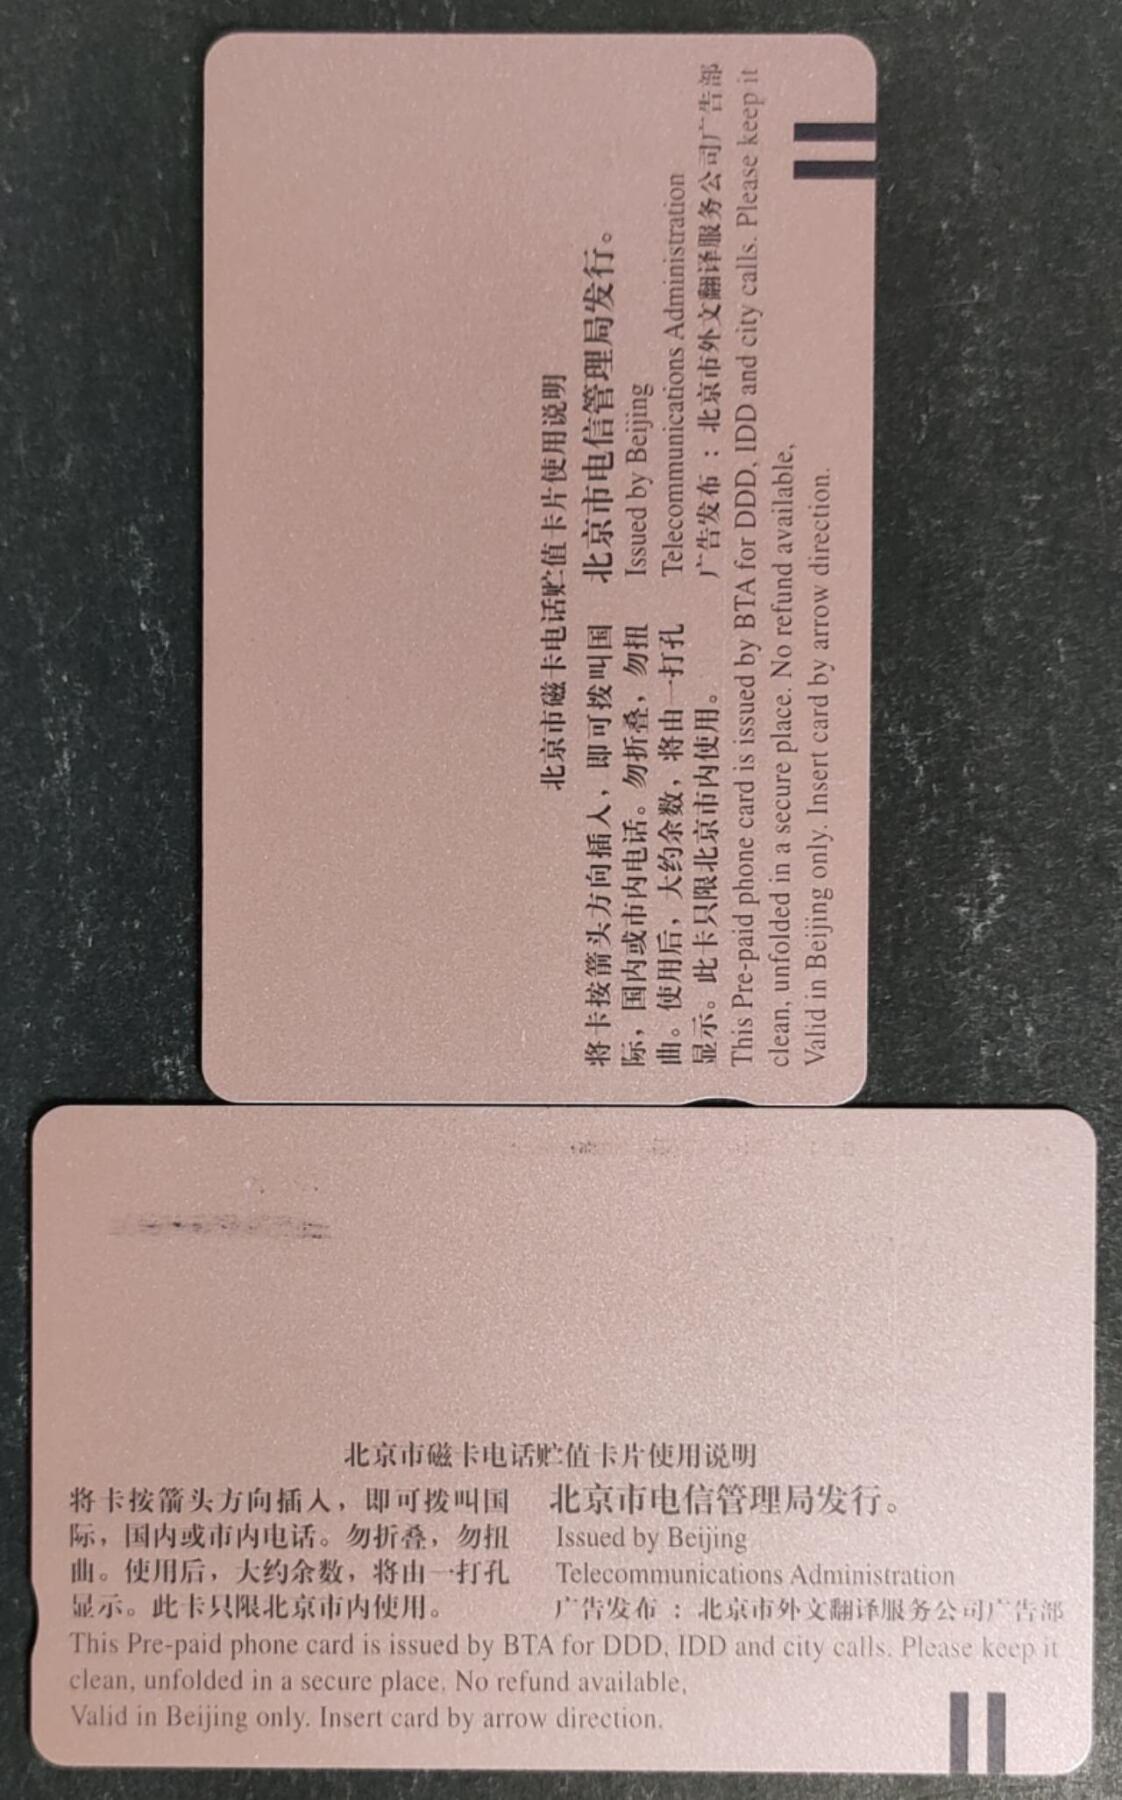 北京市磁卡电话贮值卡片使用说明
将卡按箭头方向插入，即可拨叫国
际，国内或市内电话。勿折叠，勿扭
曲。使用后，大约余数，将由一打孔
显示。此卡只限北京市内使用。
北京市电信管理局发行。
Issued by Beijing
Telecommunications Administration
广告发布：北京市外文翻译服务公司广告部
This Pre-paid phone card is issued by BTA for DDD, IDD and city calls. Please keep it
clean, unfolded in a secure place. No refund available,
Valid in Beijing only. Insert card by arrow direction.
北京市磁卡电话贮值卡片使用说明
将卡按箭头方向插入，即可拨叫国
际，国内或市内电话。勿折叠，勿扭
曲。使用后，大约余数，将由一打孔
显示。此卡只限北京市内使用。
北京市电信管理局发行。
Issued by Beijing
Telecommunications Administration
广告发布：北京市外文翻译服务公司广告部
This Pre-paid phone card is issued by BTA for DDD, IDD and city calls. Please keep it
clean, unfolded in a secure place. No refund available,
Valid in Beijing only. Insert card by arrow direction.